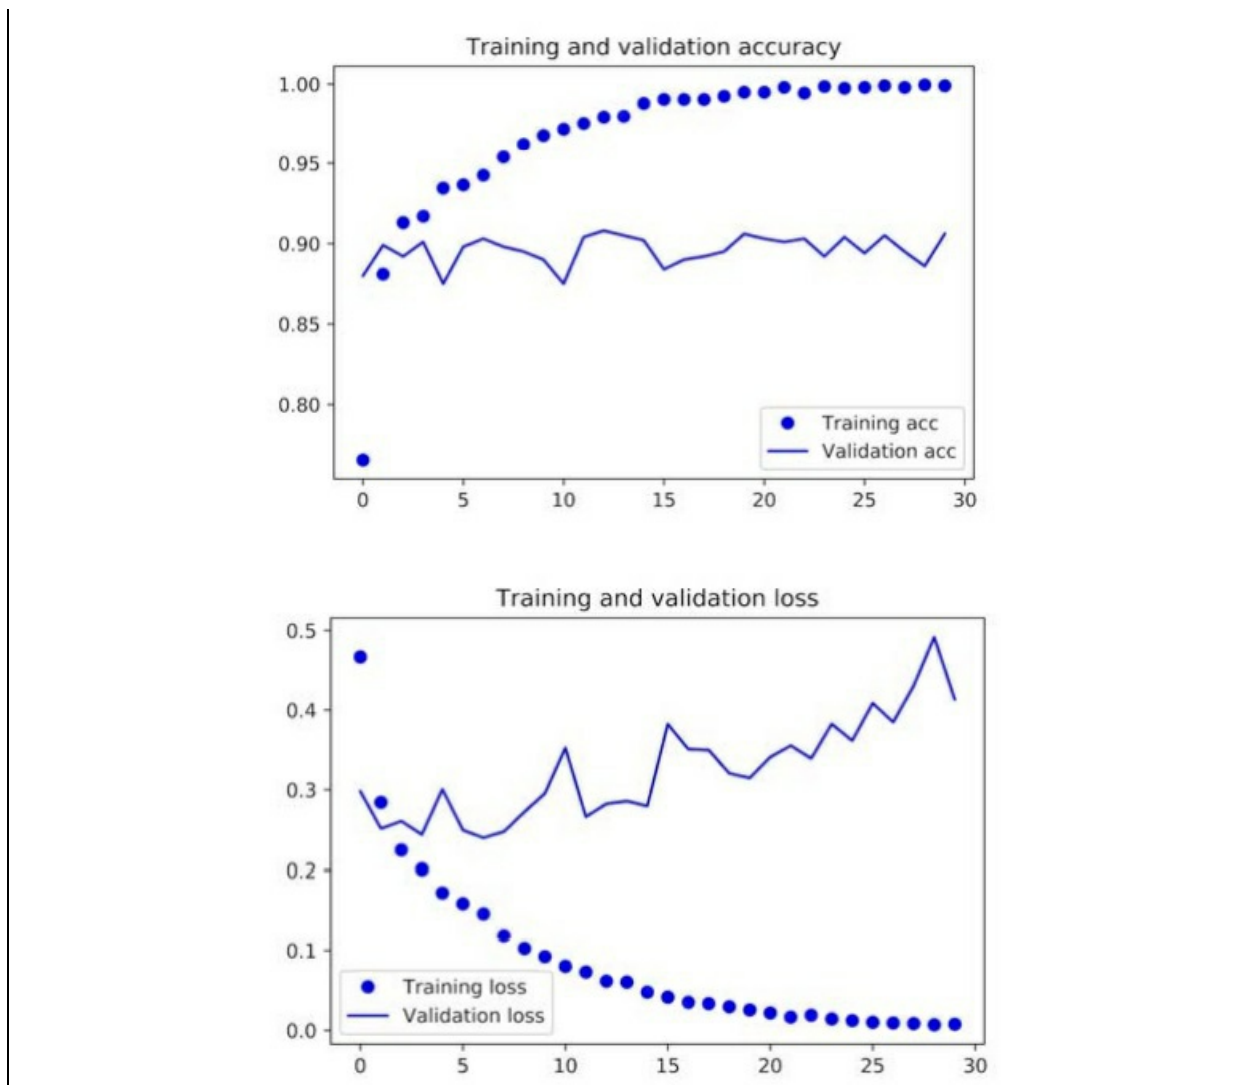 Training and validation accuracy
1.00
0.95
0.90
0.85
0.80
Training acc
Validation acc
0 5 10 15 20 25 30
Training and validation loss
0.5
0.4
0.3
0.2
0.1
0.0
Training loss
Validation loss
0 5 10 15 20 25 30